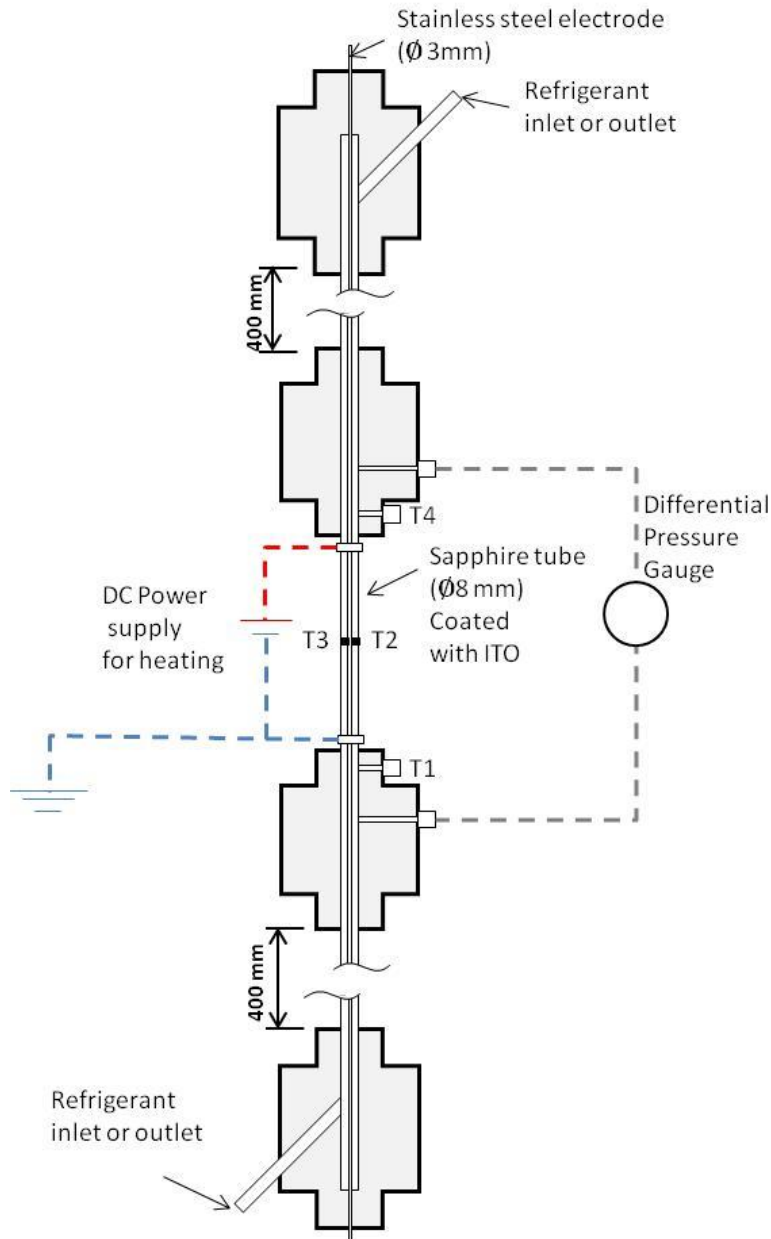 Stainless steel electrode
(Ø 3mm)
Refrigerant
inlet or outlet
400 mm
T4
Differential
Pressure
Gauge
Sapphire tube
(Ø8 mm)
Coated
with ITO
DC Power
supply
for heating
T3
T2
T1
400 mm
Refrigerant
inlet or outlet